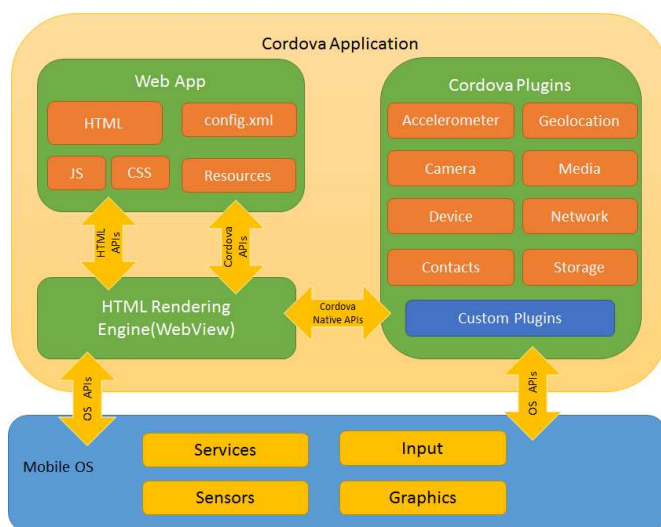 Cordova Application
Web App
HTML
config.xml
JS
CSS
Resources
HTML
APIs
Cordova
APIs
HTML Rendering
Engine(WebView)
Cordova
Native APIs
Cordova Plugins
Accelerometer
Geolocation
Camera
Media
Device
Network
Contacts
Storage
Custom Plugins
OS APIs
OS APIs
Mobile OS
Services
Input
Sensors
Graphics